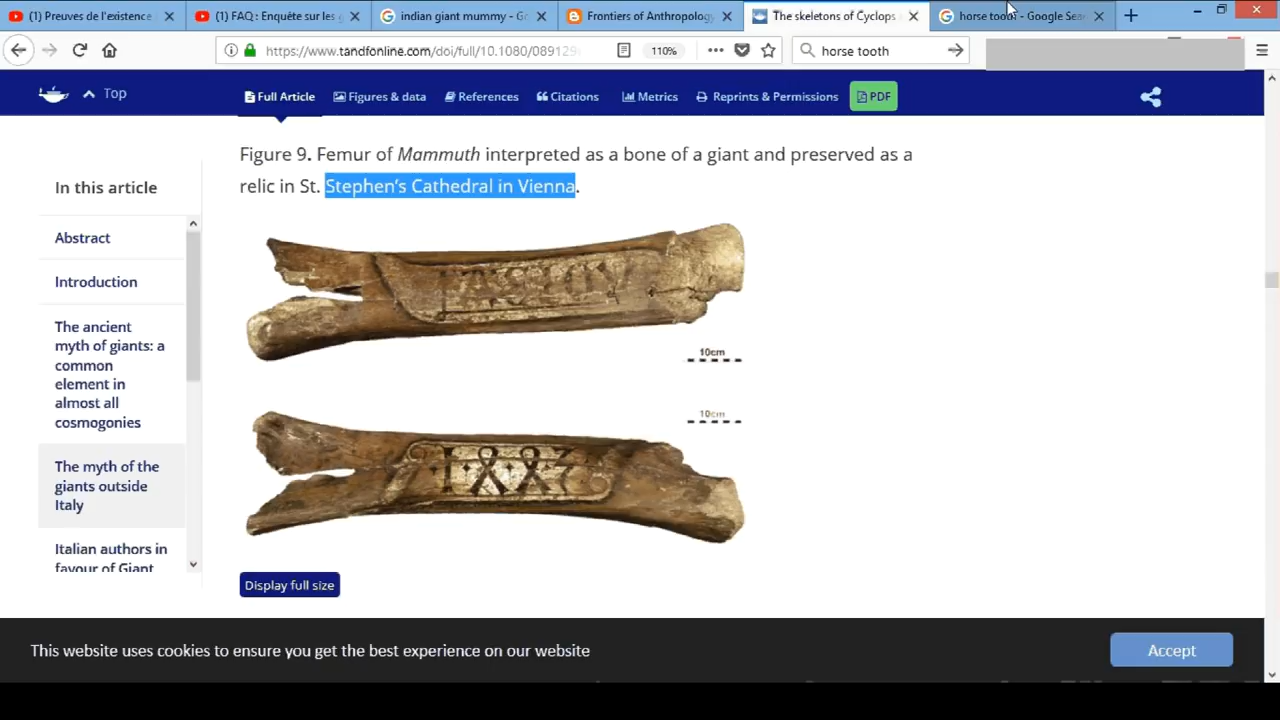 (1) Preuves de l'existence
(1) FAQ : Enquête sur les g
indian giant mummy - Go
Frontiers of Anthropology
The skeletons of Cyclops
horse tooth - Google Sea
https://www.tandfonline.com/doi/full/10.1080/089129
110%
horse tooth
Top
Full Article
Figures & data
References
Citations
Metrics
Reprints & Permissions
PDF
Figure 9. Femur of Mammuth interpreted as a bone of a giant and preserved as a
relic in St. Stephen's Cathedral in Vienna.
In this article
Abstract
Introduction
The ancient
myth of giants: a
common
element in
almost all
cosmogonies
The myth of the
giants outside
Italy
Italian authors in
favour of Giant
10cm
10cm
Display full size
This website uses cookies to ensure you get the best experience on our website
Accept